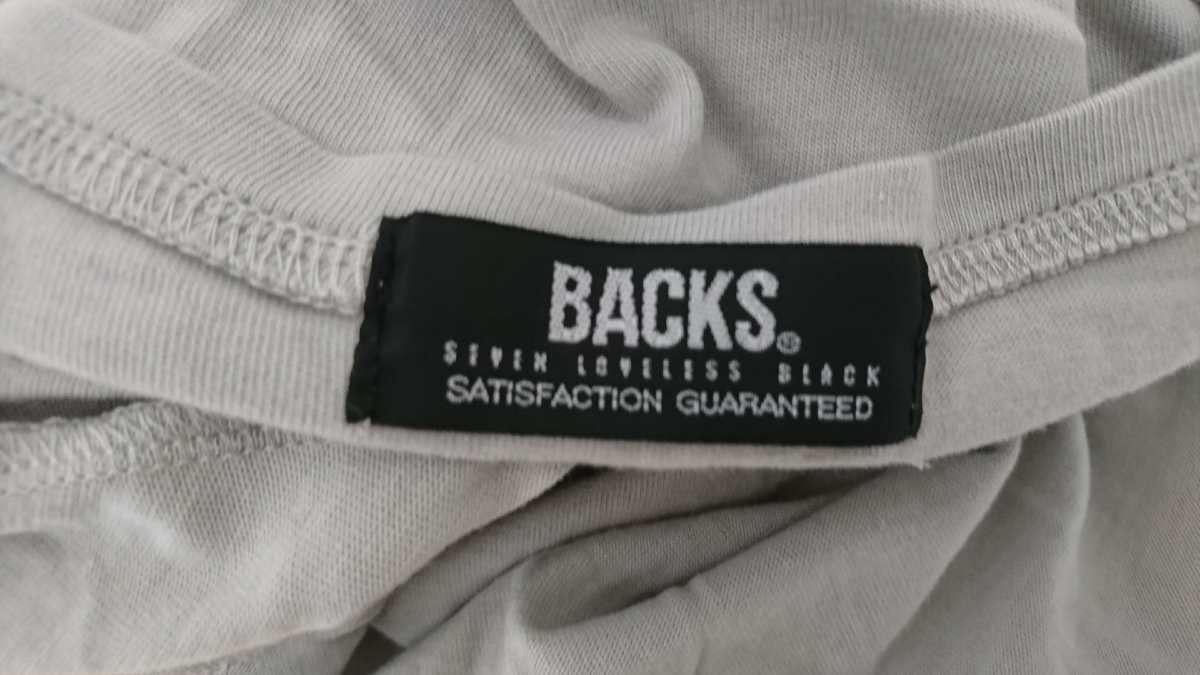 BACKS®
SEVEN LOVELESS BLACK
SATISFACTION GUARANTEED